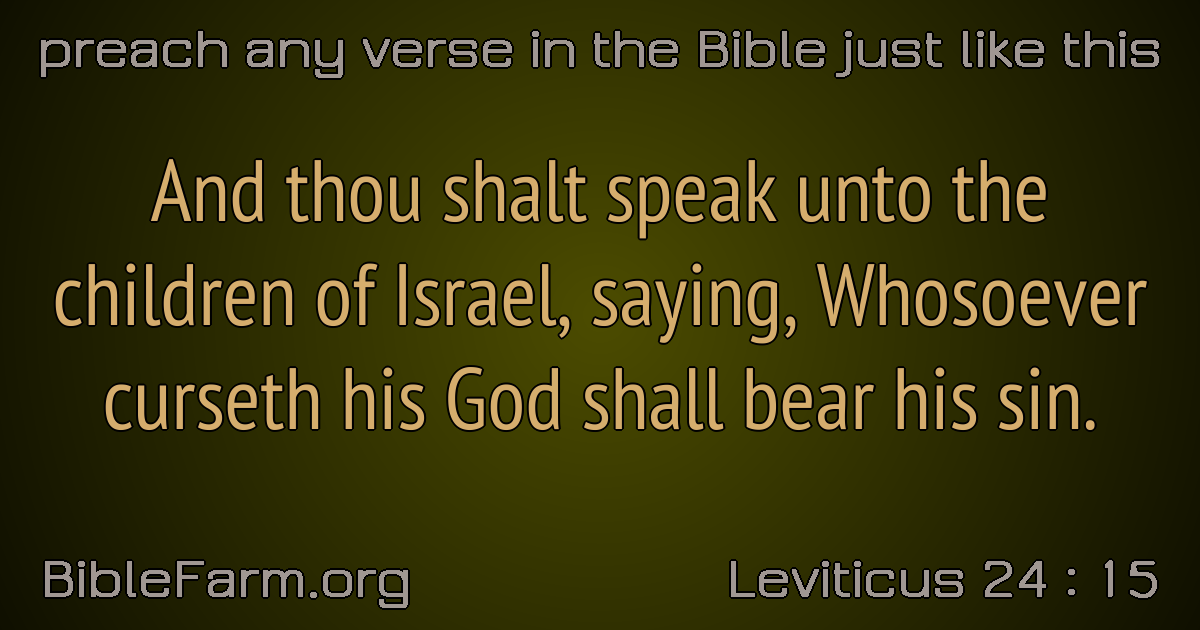 preach any verse in the Bible just like this
And thou shalt speak unto the
children of Israel, saying, Whosoever
curseth his God shall bear his sin.
BibleFarm.org
Leviticus 24 : 15